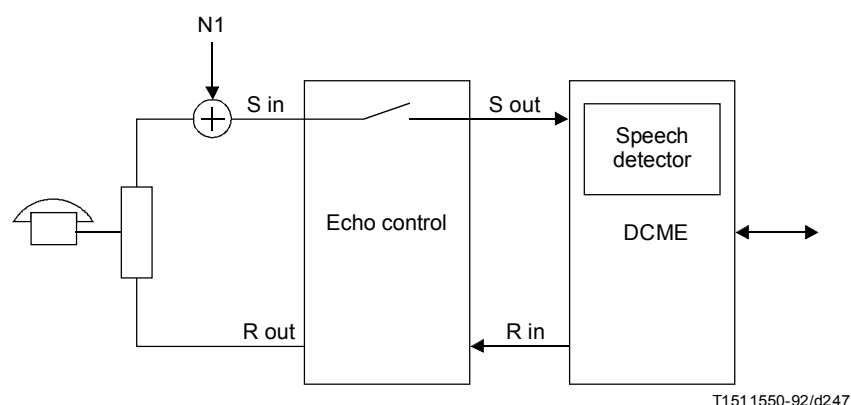 N1
S in
S out
Speech
detector
Echo control
DCME
R out
R in
T1511550-92/d247